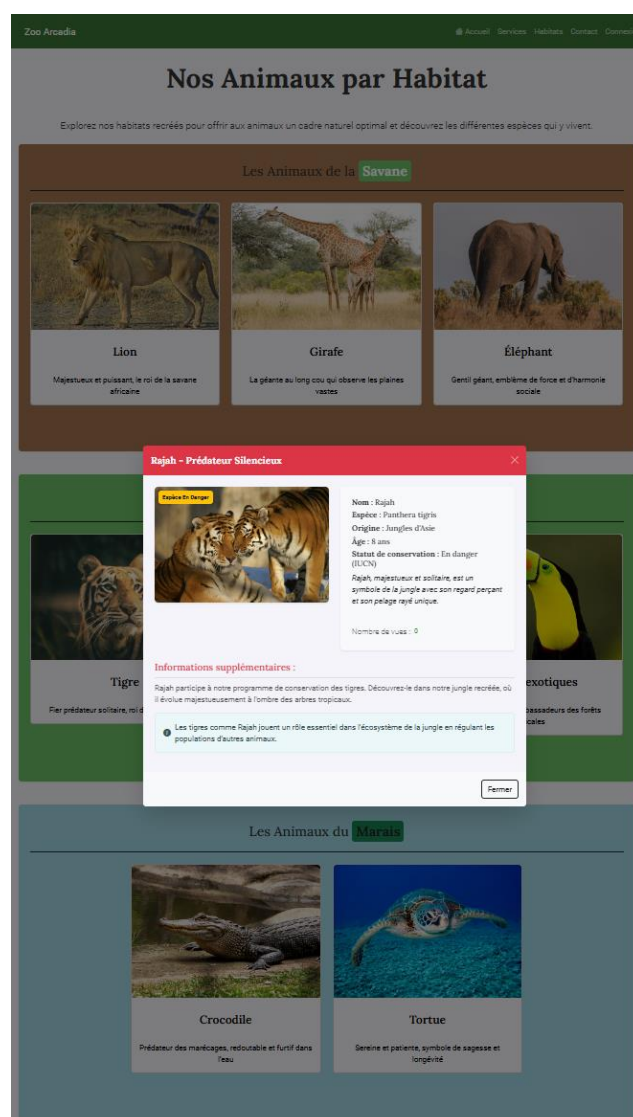 Zoo Arcadia
Accueil Services Habitats Contact Connexi
Nos Animaux par Habitat
Explorez nos habitats recréés pour offrir aux animaux un cadre naturel optimal et découvrez les différentes espèces qui y vivent.
Les Animaux de la Savane
Lion
Majestueux et puissant, le roi de la savane
africaine
Girafe
La géante au long cou qui observe les plaines
vastes
Éléphant
Gentil géant, emblème de force et d'harmonie
sociale
Rajah - Prédateur Silencieux
Espèce En Danger
Nom : Rajah
Espèce : Panthera tigris
Origine : Jungles d'Asie
Âge : 8 ans
Statut de conservation : En danger
(IUCN)
Rajah, majestueux et solitaire, est un
symbole de la jungle avec son regard perçant
et son pelage rayé unique.
Nombre de vues : 0
Informations supplémentaires :
Rajah participe à notre programme de conservation des tigres. Découvrez-le dans notre jungle recréée, où
il évolue majestueusement à l'ombre des arbres tropicaux.
Les tigres comme Rajah jouent un rôle essentiel dans l'écosystème de la jungle en régulant les
populations d'autres animaux.
Fermer
Tigre
Fier prédateur solitaire, roi d
exotiques
bassadeurs des forêts
cales
Les Animaux du Marais
Crocodile
Prédateur des marécages, redoutable et furtif dans
l'eau
Tortue
Sereine et patiente, symbole de sagesse et
longévité